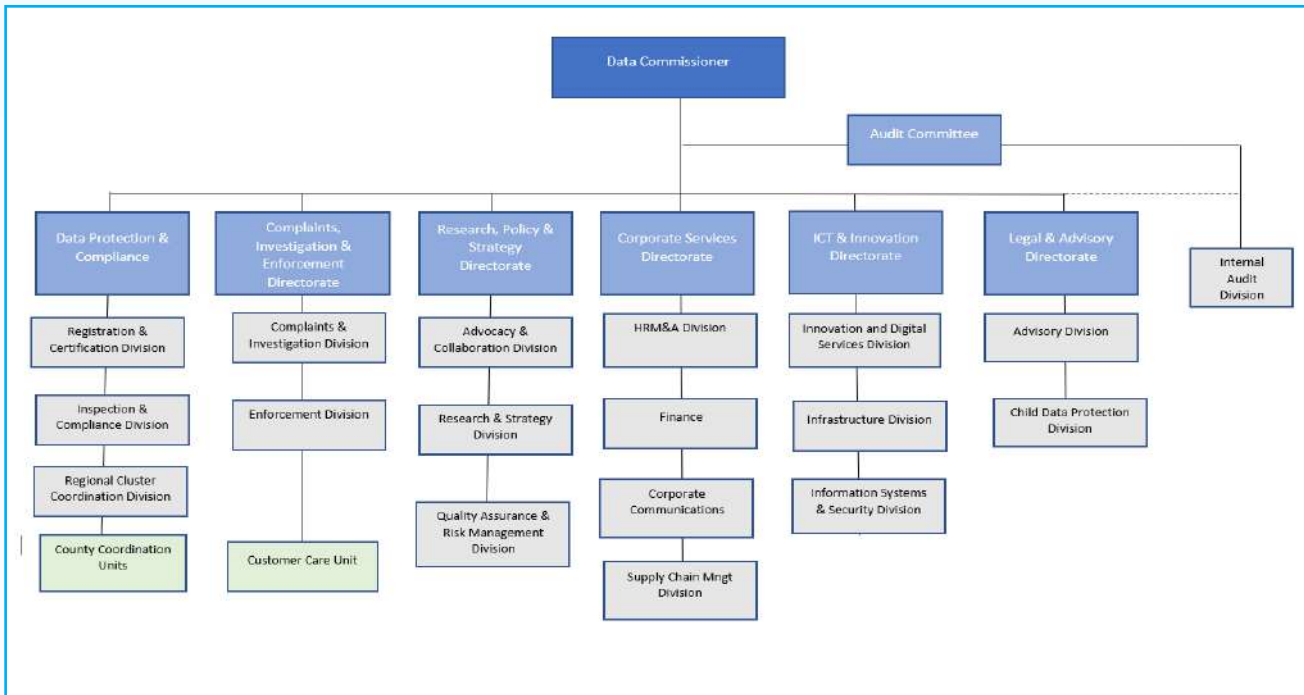 Data Commissioner
Audit Committee
Data Protection &
Compliance
Complaints,
Investigation &
Enforcement
Directorate
Research, Policy &
Strategy
Directorate
Corporate Services
Directorate
ICT & Innovation
Directorate
Legal & Advisory
Directorate
Internal
Audit
Division
Registration &
Certification Division
Complaints &
Investigation Division
Advocacy &
Collaboration Division
HRM&A Division
Innovation and Digital
Services Division
Advisory Division
Inspection &
Compliance Division
Enforcement Division
Research & Strategy
Division
Finance
Infrastructure Division
Child Data Protection
Division
Regional Cluster
Coordination Division
Quality Assurance &
Risk Management
Division
Corporate
Communications
Information Systems
& Security Division
County Coordination
Units
Customer Care Unit
Supply Chain Mngt
Division